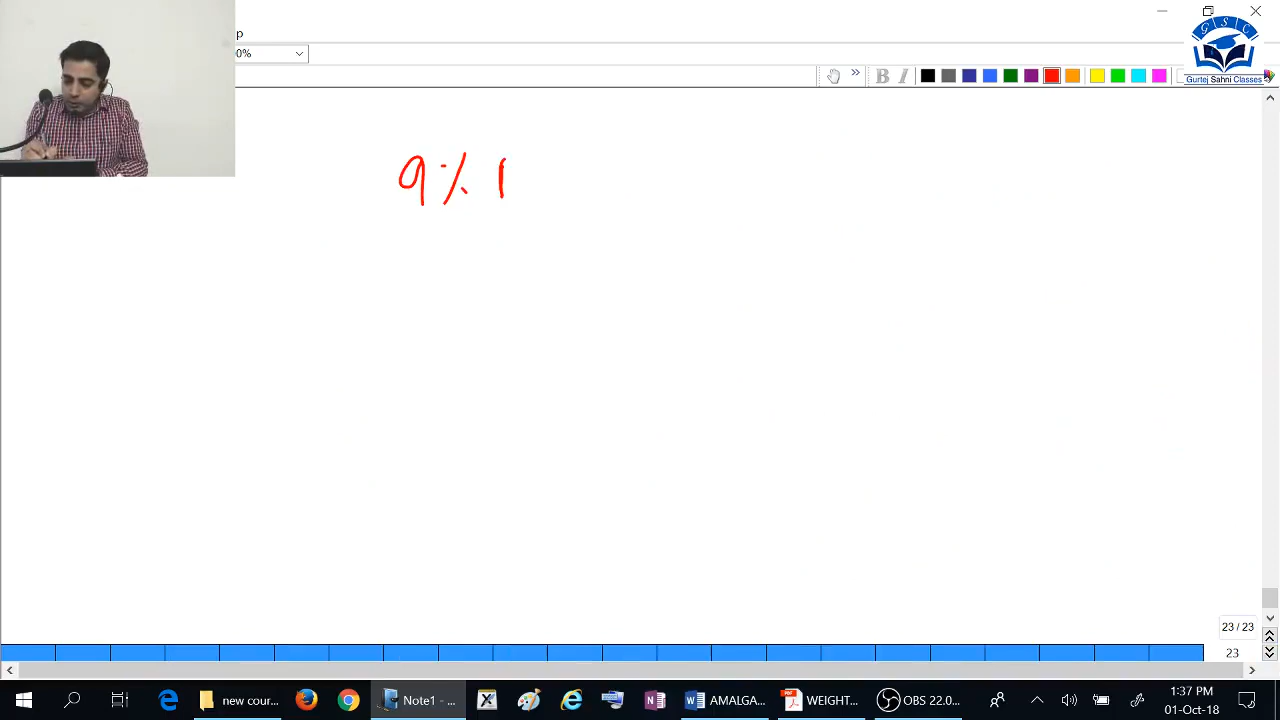 p
0%
»
B I
GSC
Gurtej Sahni Classes
9% 1
23 / 23
23
new cour...
Note1 - ...
AMALGA...
WEIGHT...
OBS 22.0...
1:37 PM
01-Oct-18